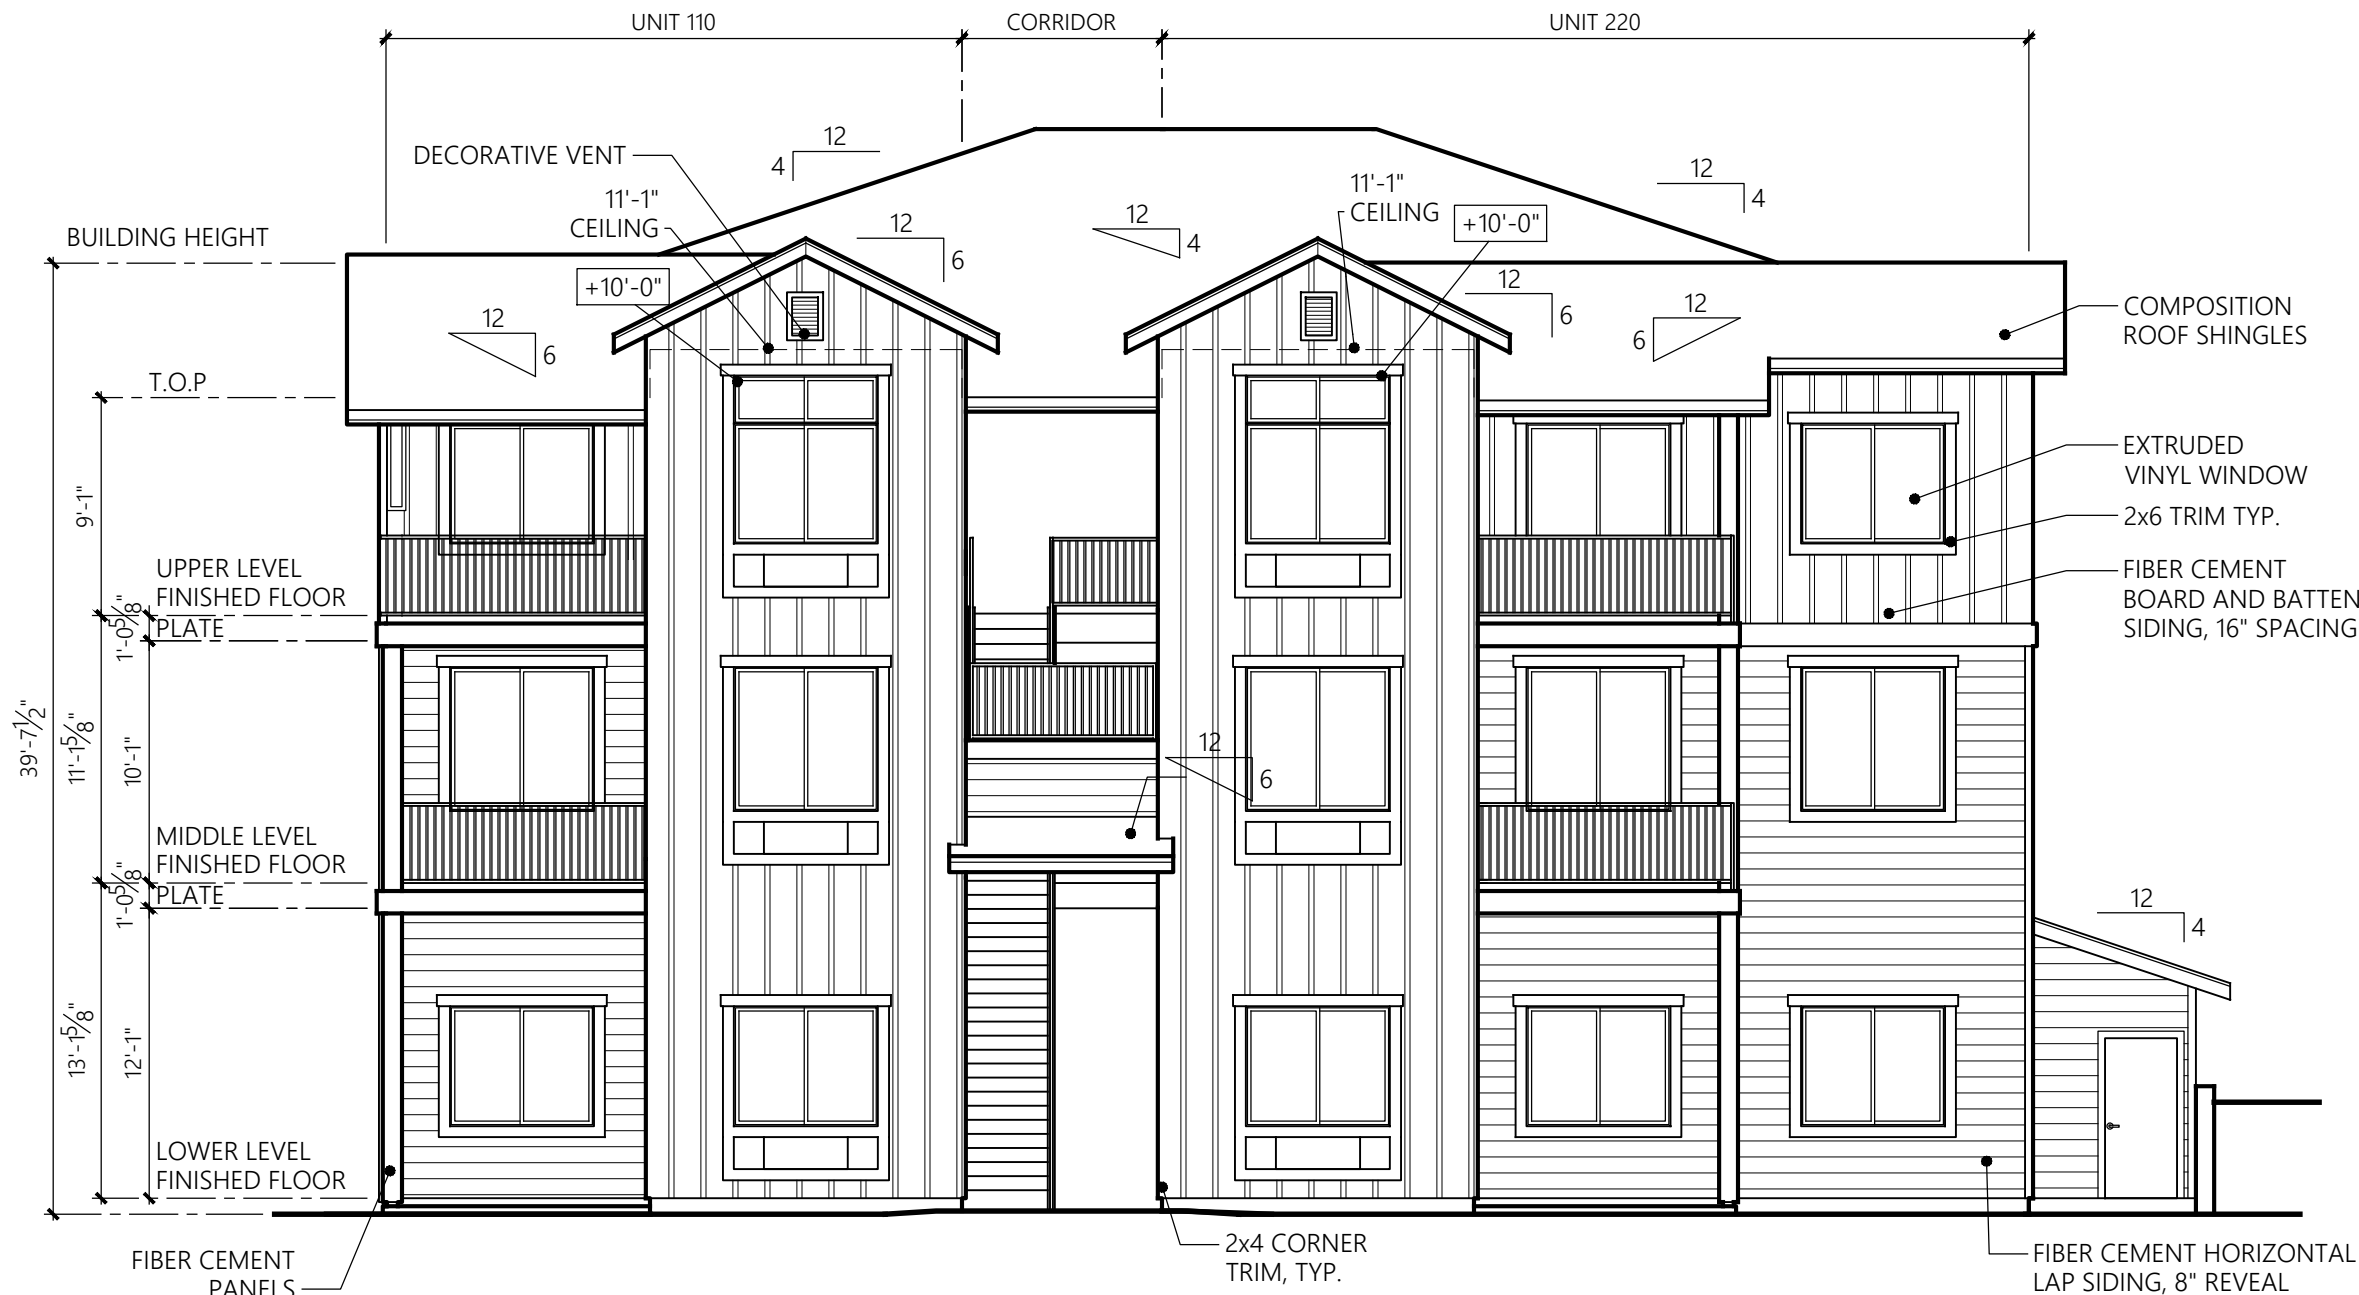 UNIT 110
CORRIDOR
UNIT 220
12
4
DECORATIVE VENT
11'-1"
CEILING
12
6
12
4
11'-1"
CEILING
+10'-0"
12
4
BUILDING HEIGHT
+10'-0"
12
6
12
6
12
6
COMPOSITION
ROOF SHINGLES
T.O.P
EXTRUDED
VINYL WINDOW
2x6 TRIM TYP.
9'-1"
UPPER LEVEL
FINISHED FLOOR
PLATE
1'-0⅝"
FIBER CEMENT
BOARD AND BATTEN
SIDING, 16" SPACING
39'-7½"
11'-1⅝"
10'-1"
12
6
MIDDLE LEVEL
FINISHED FLOOR
PLATE
1'-0⅝"
12
4
13'-1⅝"
12'-1"
LOWER LEVEL
FINISHED FLOOR
FIBER CEMENT
PANELS
2x4 CORNER
TRIM, TYP.
FIBER CEMENT HORIZONTAL
LAP SIDING, 8" REVEAL